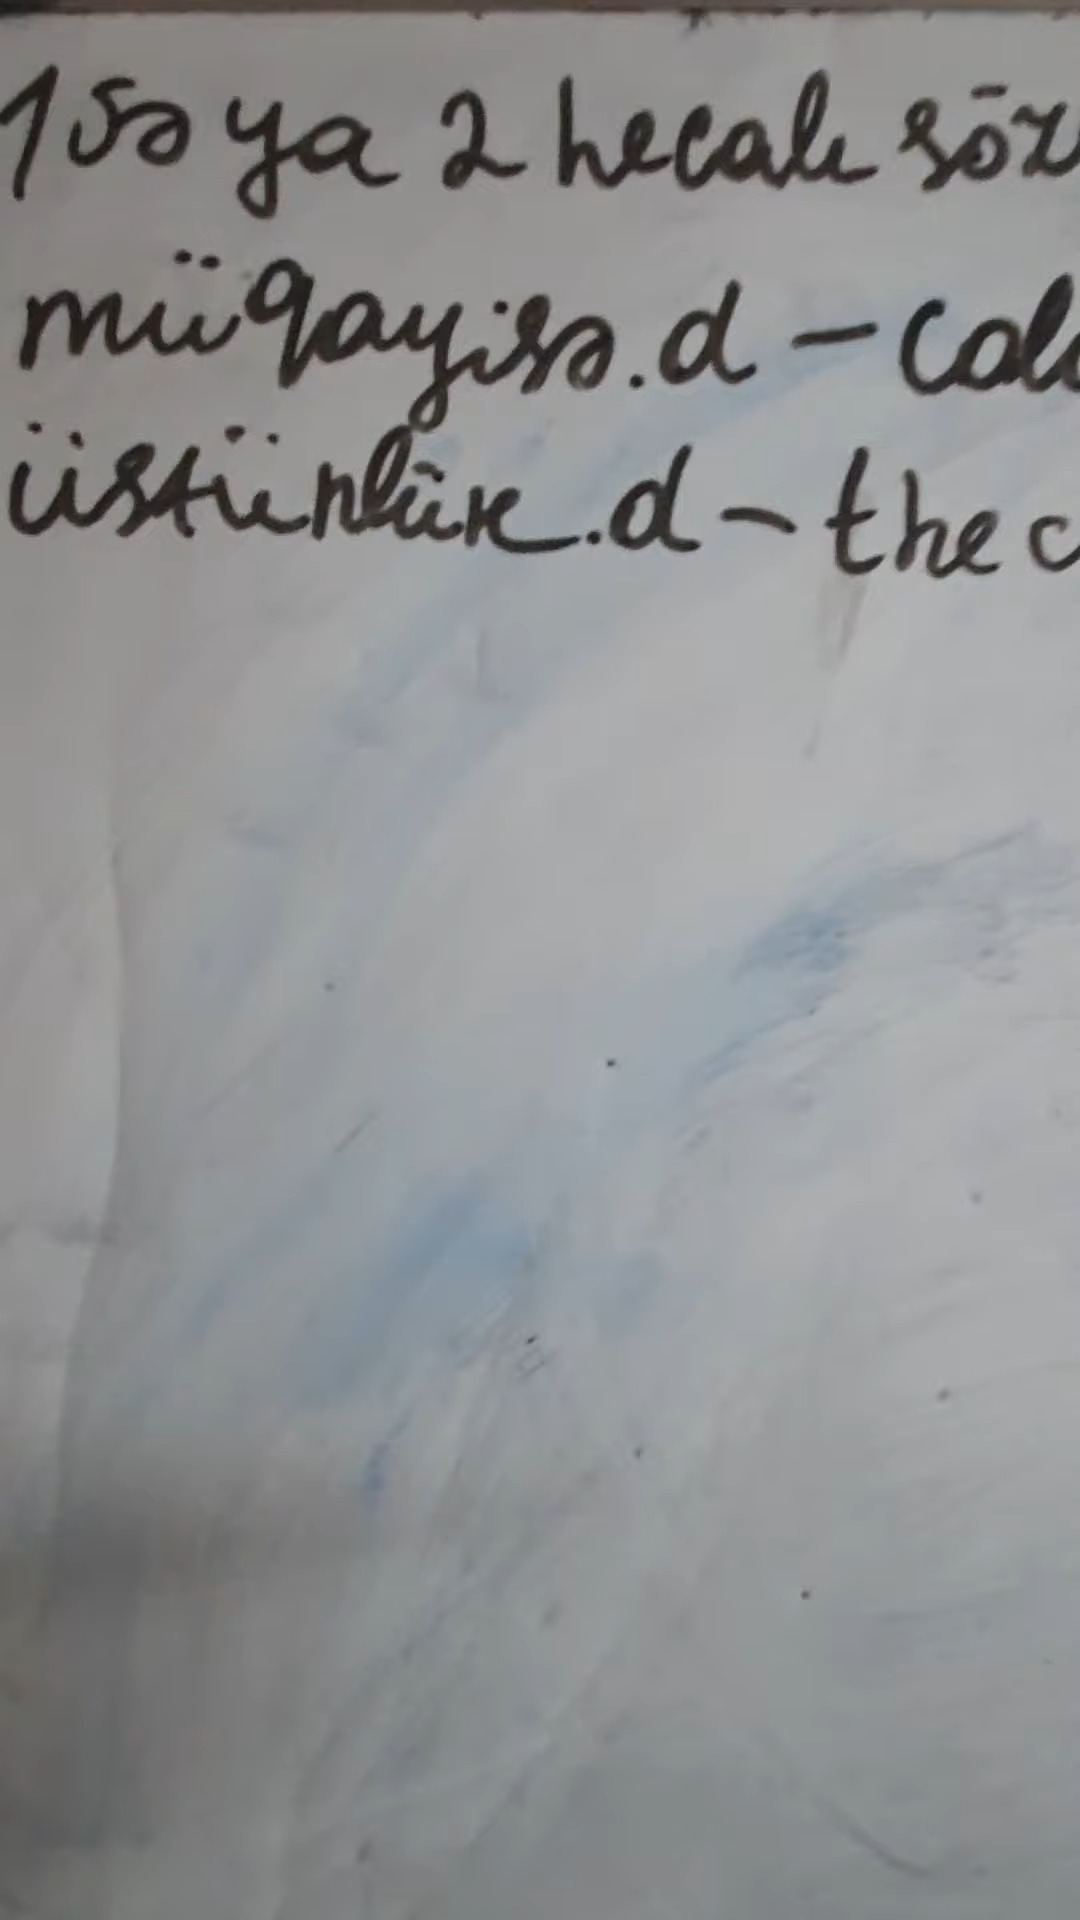 1 və ya 2 hecalı söz
müqayisə.d - col
üstünlük.d - the c